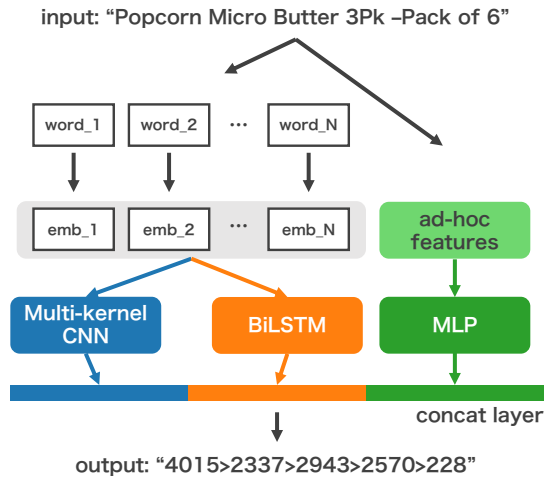 input: “Popcorn Micro Butter 3Pk –Pack of 6”
word_1 word_2 ... word_N
emb_1 emb_2 ... emb_N
ad-hoc
features
Multi-kernel
CNN
BiLSTM
MLP
concat layer
output: “4015>2337>2943>2570>228”